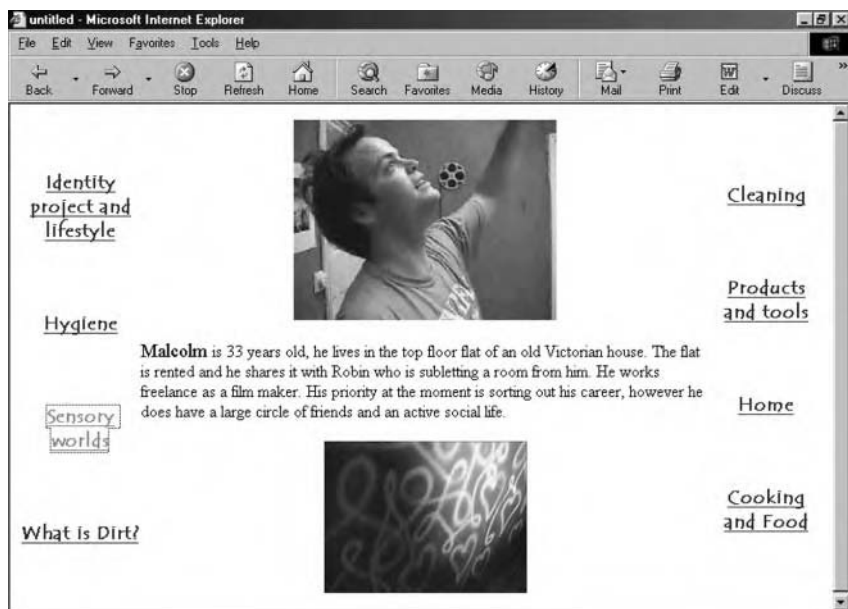 untitled - Microsoft Internet Explorer
File Edit View Favorites Tools Help
Back Forward Stop Refresh Home Search Favorites Media History Mail Print Edit Discuss »
Identity
project and
lifestyle
Hygiene
Sensory
worlds
What is Dirt?
Malcolm is 33 years old, he lives in the top floor flat of an old Victorian house. The flat
is rented and he shares it with Robin who is subletting a room from him. He works
freelance as a film maker. His priority at the moment is sorting out his career, however he
does have a large circle of friends and an active social life.
Cleaning
Products
and tools
Home
Cooking
and Food